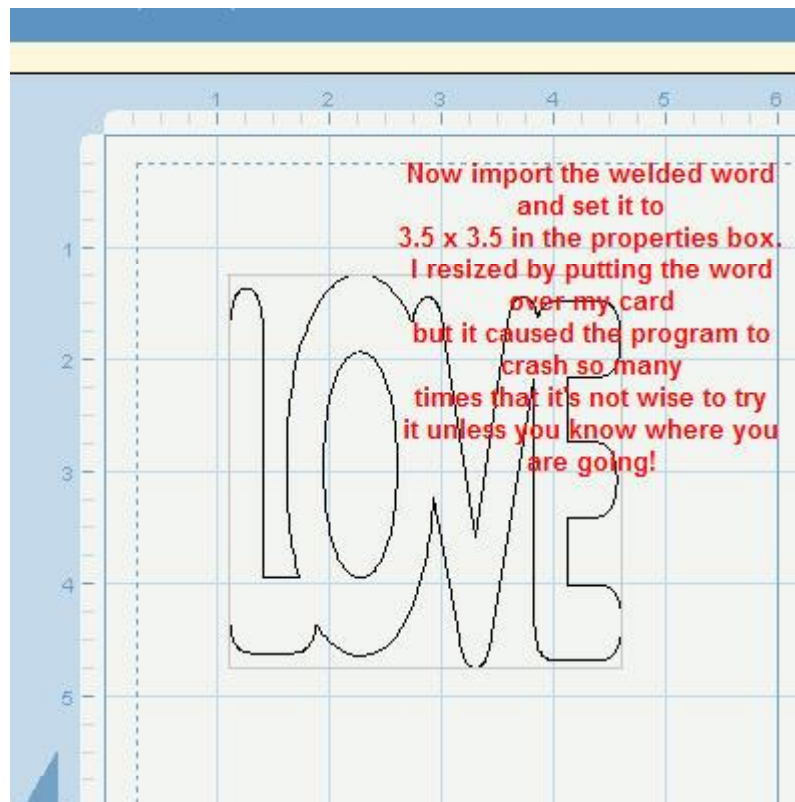 1 2 3 4 5 6
Now import the welded word
and set it to
3.5 x 3.5 in the properties box.
I resized by putting the word
over my card
but it caused the program to
crash so many
times that it's not wise to try
it unless you know where you
are going!
LOVE
1
2
3
4
5